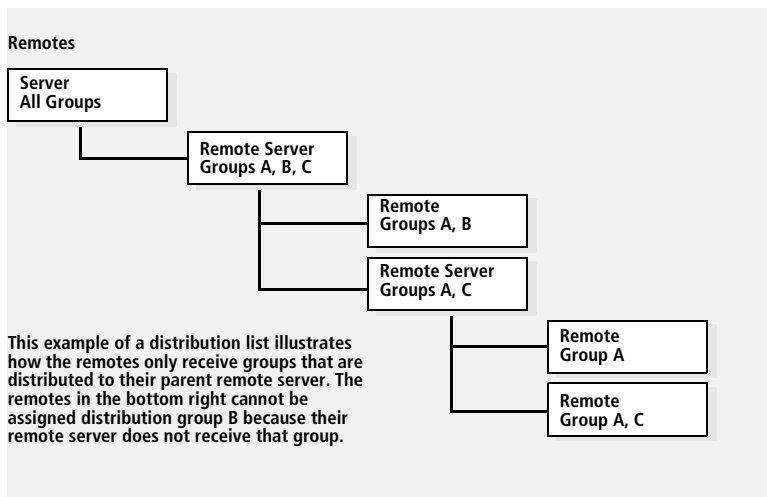 Remotes
Server
All Groups
Remote Server
Groups A, B, C
Remote
Groups A, B
Remote Server
Groups A, C
Remote
Group A
Remote
Group A, C
This example of a distribution list illustrates
how the remotes only receive groups that are
distributed to their parent remote server. The
remotes in the bottom right cannot be
assigned distribution group B because their
remote server does not receive that group.